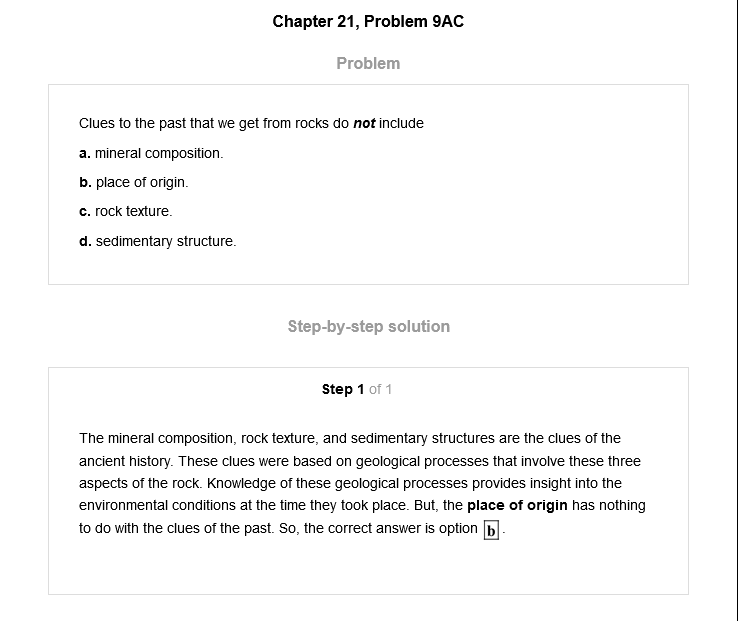 Chapter 21, Problem 9AC
Problem
Clues to the past that we get from rocks do not include
a. mineral composition.
b. place of origin.
c. rock texture.
d. sedimentary structure.
Step-by-step solution
Step 1 of 1
The mineral composition, rock texture, and sedimentary structures are the clues of the
ancient history. These clues were based on geological processes that involve these three
aspects of the rock. Knowledge of these geological processes provides insight into the
environmental conditions at the time they took place. But, the place of origin has nothing
to do with the clues of the past. So, the correct answer is option b.